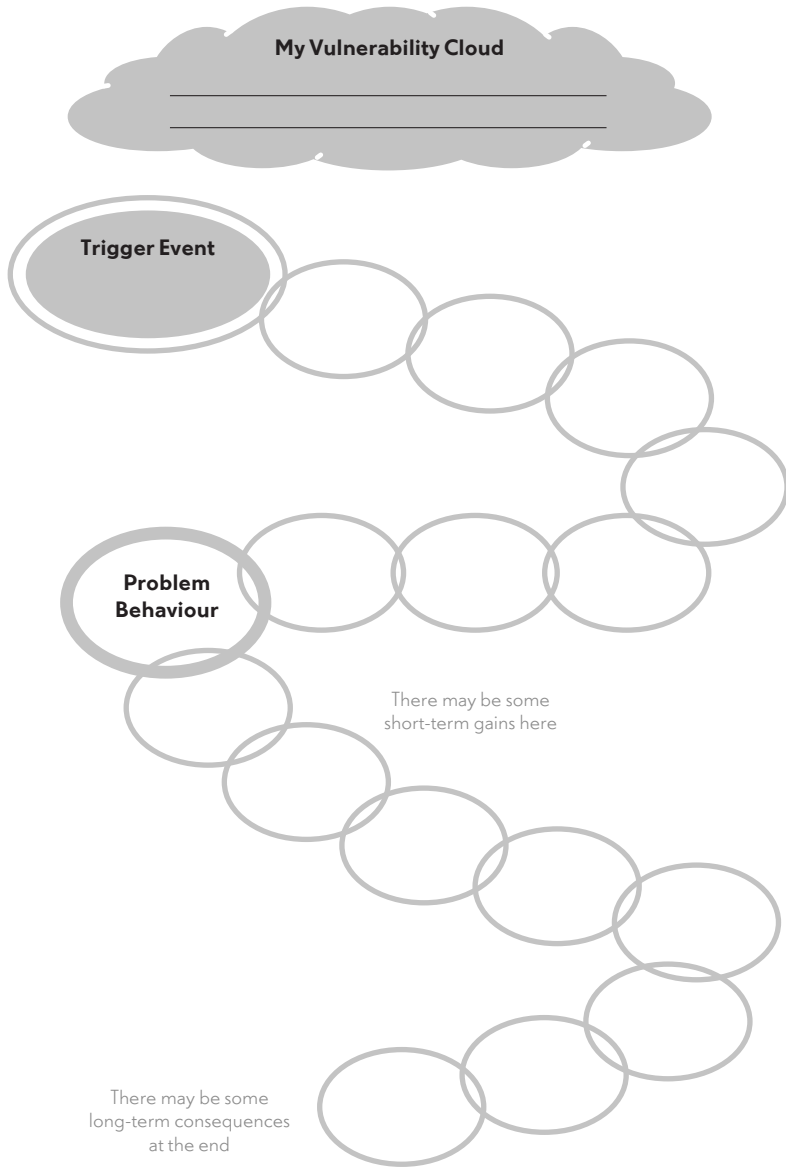 My Vulnerability Cloud
Trigger Event
Problem
Behaviour
There may be some
short-term gains here
There may be some
long-term consequences
at the end